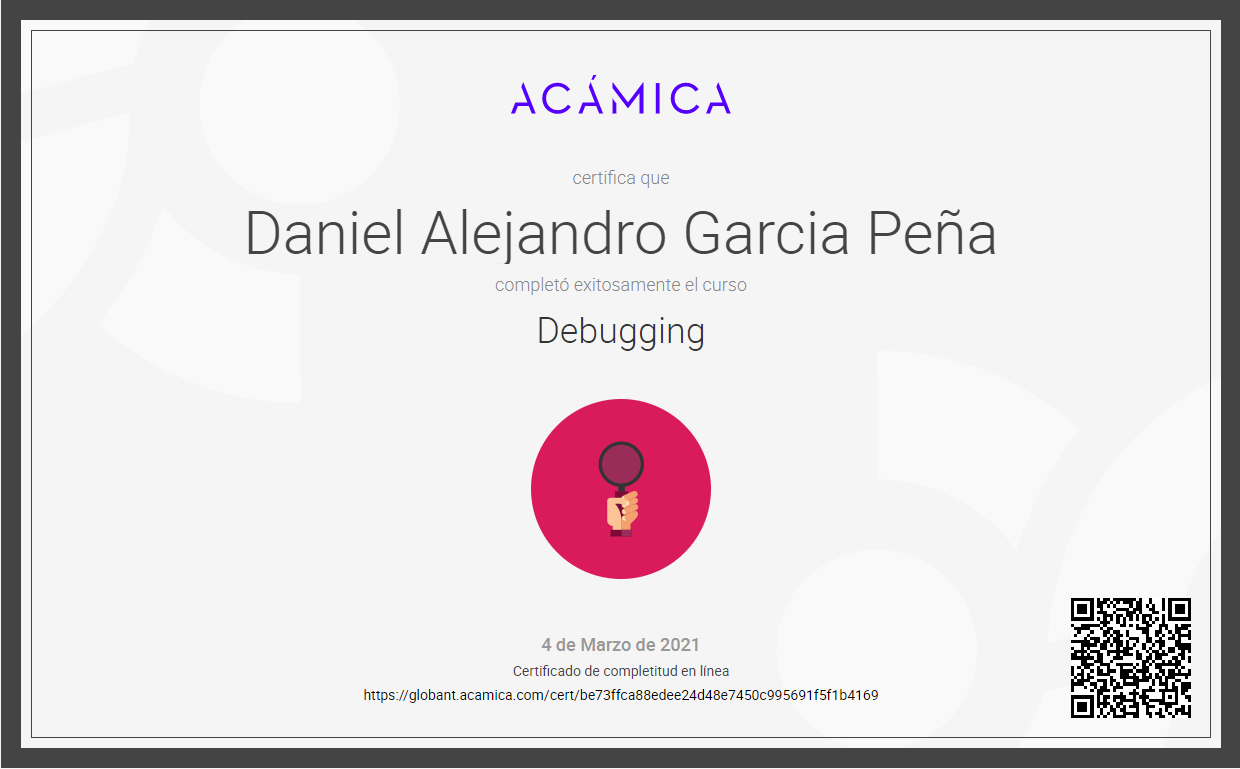 ACÁMICA
certifica que
Daniel Alejandro Garcia Peña
completó exitosamente el curso
Debugging
4 de Marzo de 2021
Certificado de completitud en línea
https://globant.acamica.com/cert/be73ffca88edee24d48e7450c995691f5f1b4169